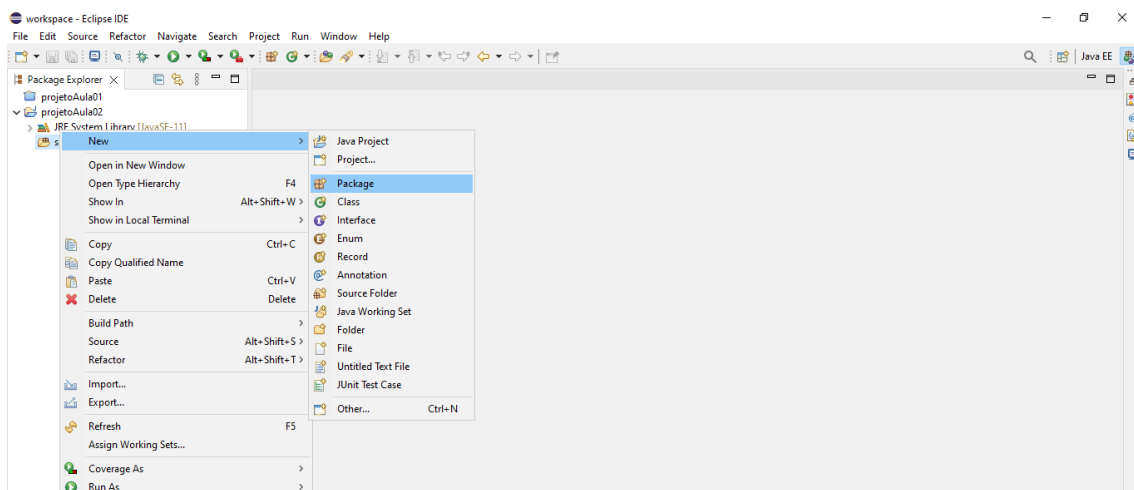 workspace - Eclipse IDE
File Edit Source Refactor Navigate Search Project Run Window Help
Java EE
Package Explorer
projetoAula01
projetoAula02
JRE System Library [JavaSE-11]
s
New
Open in New Window
Open Type Hierarchy F4
Show In Alt+Shift+W >
Show in Local Terminal
Copy Ctrl+C
Copy Qualified Name
Paste Ctrl+V
Delete Delete
Build Path
Source Alt+Shift+S >
Refactor Alt+Shift+T >
Import...
Export...
Refresh F5
Assign Working Sets...
Coverage As
Run As
Java Project
Project...
Package
Class
Interface
Enum
Record
Annotation
Source Folder
Java Working Set
Folder
File
Untitled Text File
JUnit Test Case
Other... Ctrl+N